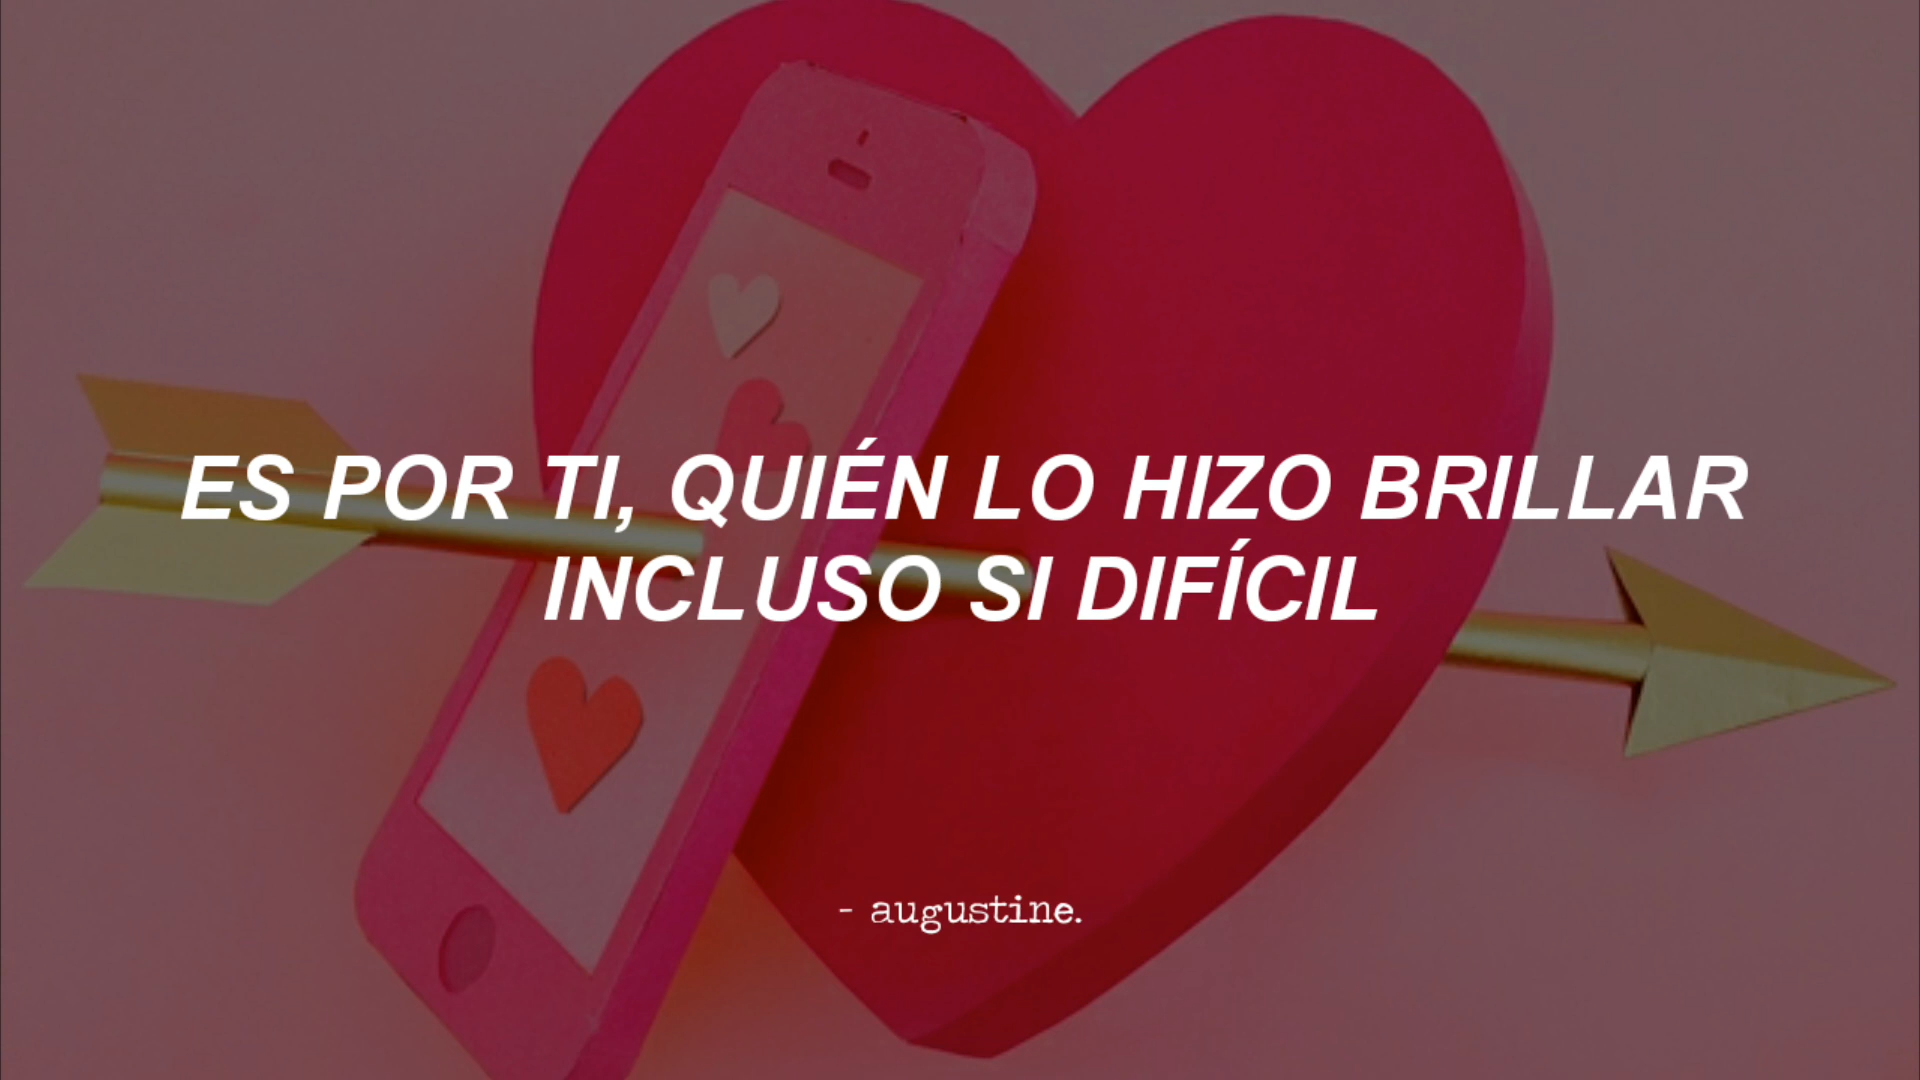 ES POR TI, QUIÉN LO HIZO BRILLAR
INCLUSO SI DIFÍCIL
- augustine.